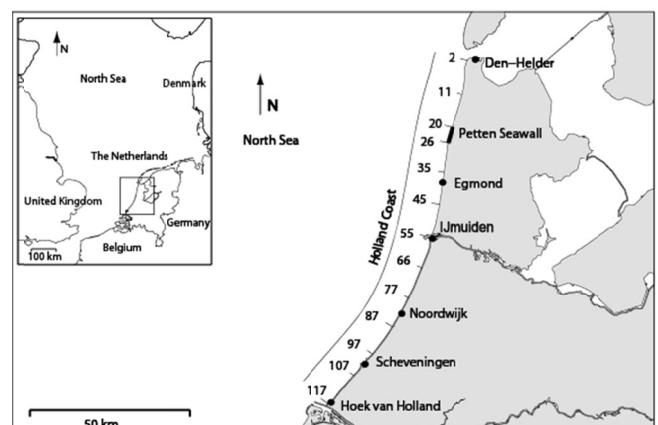 N
North Sea
Denmark
The Netherlands
United Kingdom
Germany
Belgium
100 km
N
North Sea
Holland Coast
2
Den-Helder
11
20
Petten Seawall
26
35
Egmond
45
IJmuiden
55
66
77
87
Noordwijk
97
107
Scheveningen
117
Hoek van Holland
50 km